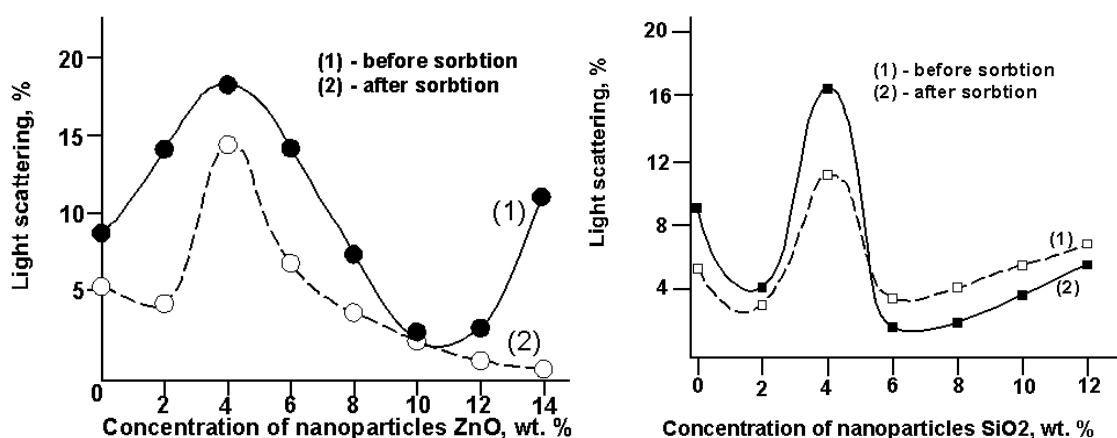 (1) - before sorbtion
(2) - after sorbtion
Light scattering, %
20
15
10
5
(1)
(2)
0 2 4 6 8 10 12 14
Concentration of nanoparticles ZnO, wt. %
(1) - before sorbtion
(2) - after sorbtion
Light scattering, %
20
16
12
8
4
(1)
(2)
0 2 4 6 8 10 12
Concentration of nanoparticles SiO2, wt. %